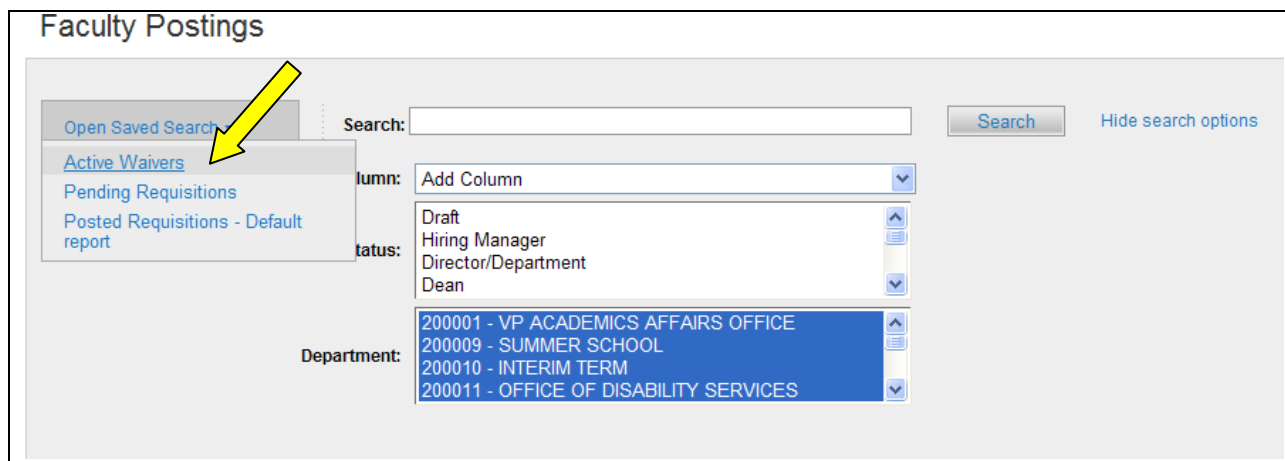 Faculty Postings
Open Saved Search
Search:
Search
Hide search options
Active Waivers
Pending Requisitions
Posted Requisitions - Default
report
lumn:
Add Column
tatus:
Draft
Hiring Manager
Director/Department
Dean
Department:
200001 - VP ACADEMICS AFFAIRS OFFICE
200009 - SUMMER SCHOOL
200010 - INTERIM TERM
200011 - OFFICE OF DISABILITY SERVICES